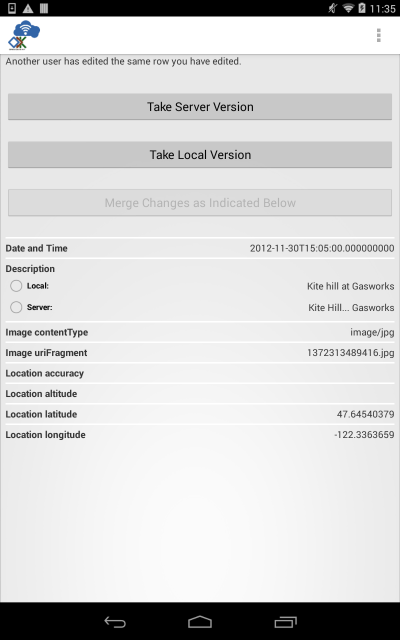 11:35
Another user has edited the same row you have edited.
Take Server Version
Take Local Version
Merge Changes as Indicated Below
Date and Time 2012-11-30T15:05:00.000000000
Description
Local: Kite hill at Gasworks
Server: Kite Hill... Gasworks
Image contentType image/jpg
Image uriFragment 1372313489416.jpg
Location accuracy
Location altitude
Location latitude 47.64540379
Location longitude -122.3363659